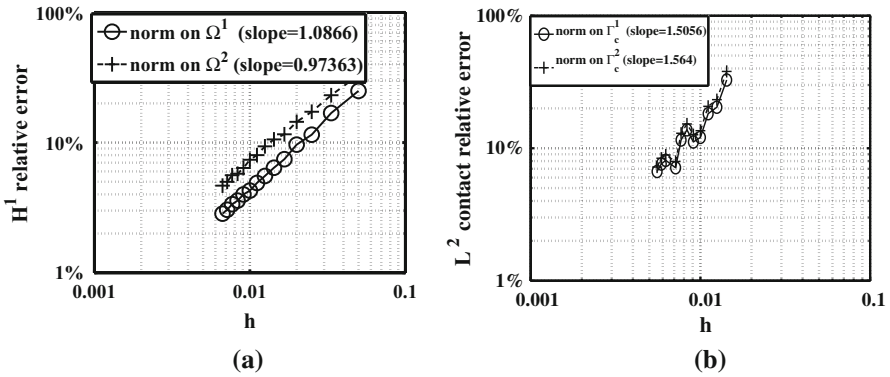 100%
10%
1%
H¹ relative error
norm on Ω¹ (slope=1.0866)
norm on Ω² (slope=0.97363)
0.001
0.01
0.1
h
(a)
100%
10%
1%
L² contact relative error
norm on Γ_c¹ (slope=1.5056)
norm on Γ_c² (slope=1.564)
0.001
0.01
0.1
h
(b)